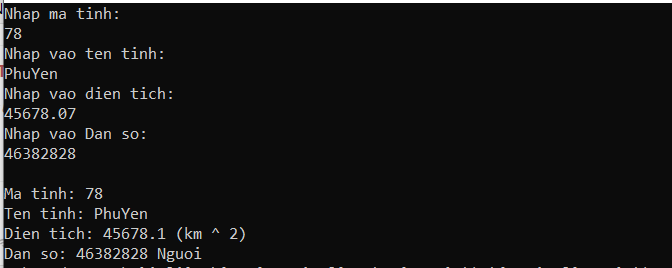 Nhap ma tinh:
78
Nhap vao ten tinh:
PhuYen
Nhap vao dien tich:
45678.07
Nhap vao Dan so:
46382828
Ma tinh: 78
Ten tinh: PhuYen
Dien tich: 45678.1 (km ^ 2)
Dan so: 46382828 Nguoi